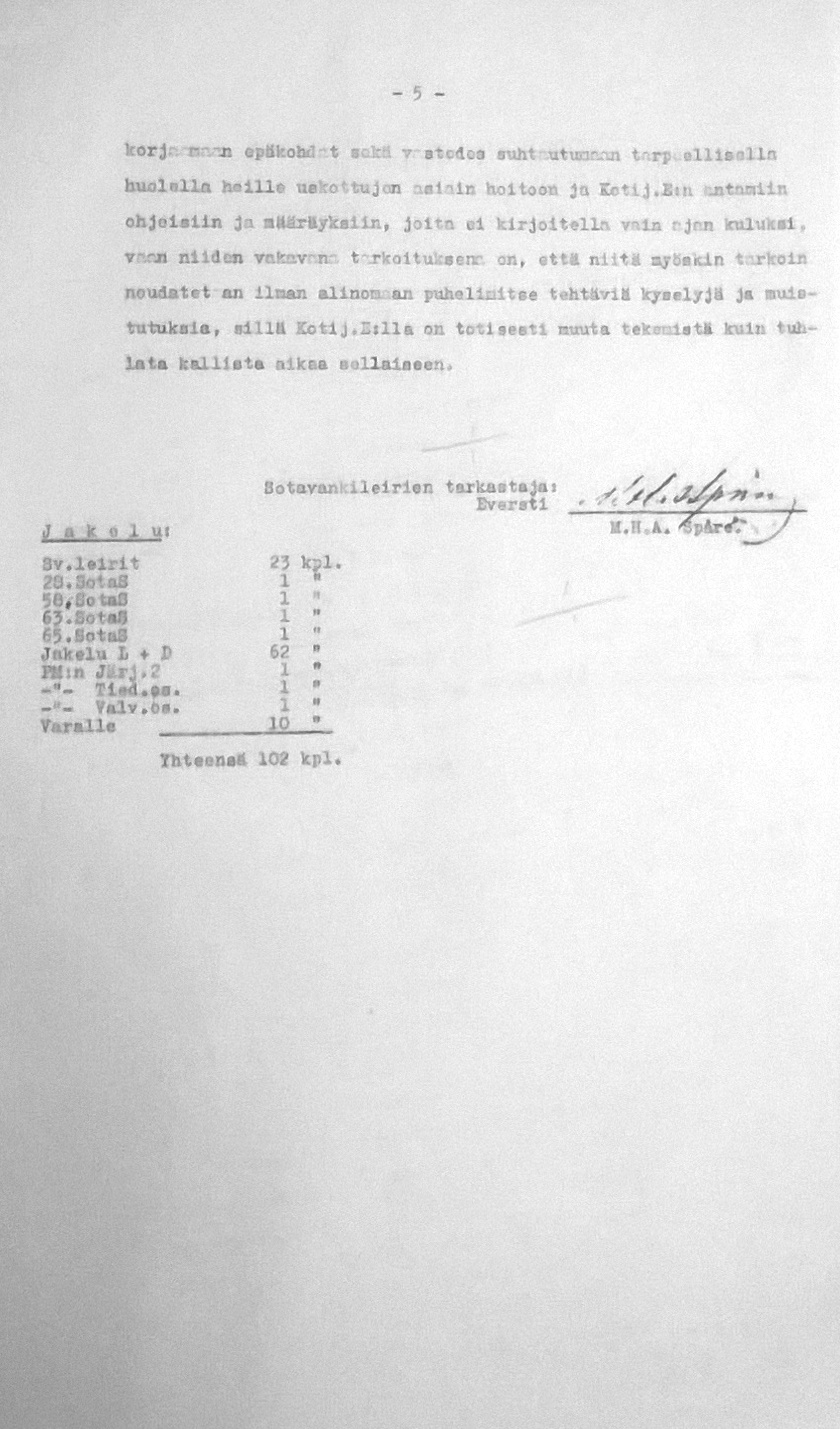 - 5 -
korjaamaan epäkohdat sekä vastedes suhtautumaan tarpeellisella
huolella heille uskottujen asiain hoitoon ja Kotij.E:n antamiin
ohjeisiin ja määräyksiin, joita ei kirjoitella vain ajan kuluksi,
vaan niiden vakavana tarkoituksena on, että niitä myöskin tarkoin
noudatetaan ilman alinomaan puhelimitse tehtäviä kyselyjä ja muis-
tutuksia, sillä Kotij.E:lla on totisesti muuta tekemistä kuin tuh-
lata kallista aikaa sellaiseen.
Sotavankileirien tarkastaja:
Eversti
M.H.A. Spåre.
J a k e l u:
Sv.leirit 23 kpl.
28.SotaS 1 "
58.SotaS 1 "
63.SotaS 1 "
65.SotaS 1 "
Jakelu L + D 62 "
PM:n Järj.2 1 "
-"- Tied.os. 1 "
-"- Valv.os. 1 "
Varalle 10 "
Yhteensä 102 kpl.